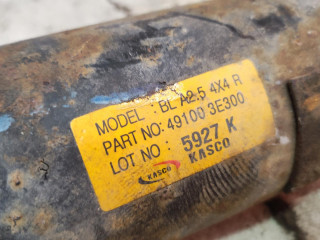 MODEL : BL A2.5 4X4 R
PART NO: 49100 3E300
LOT NO : 5927 K
KASCO KASCO